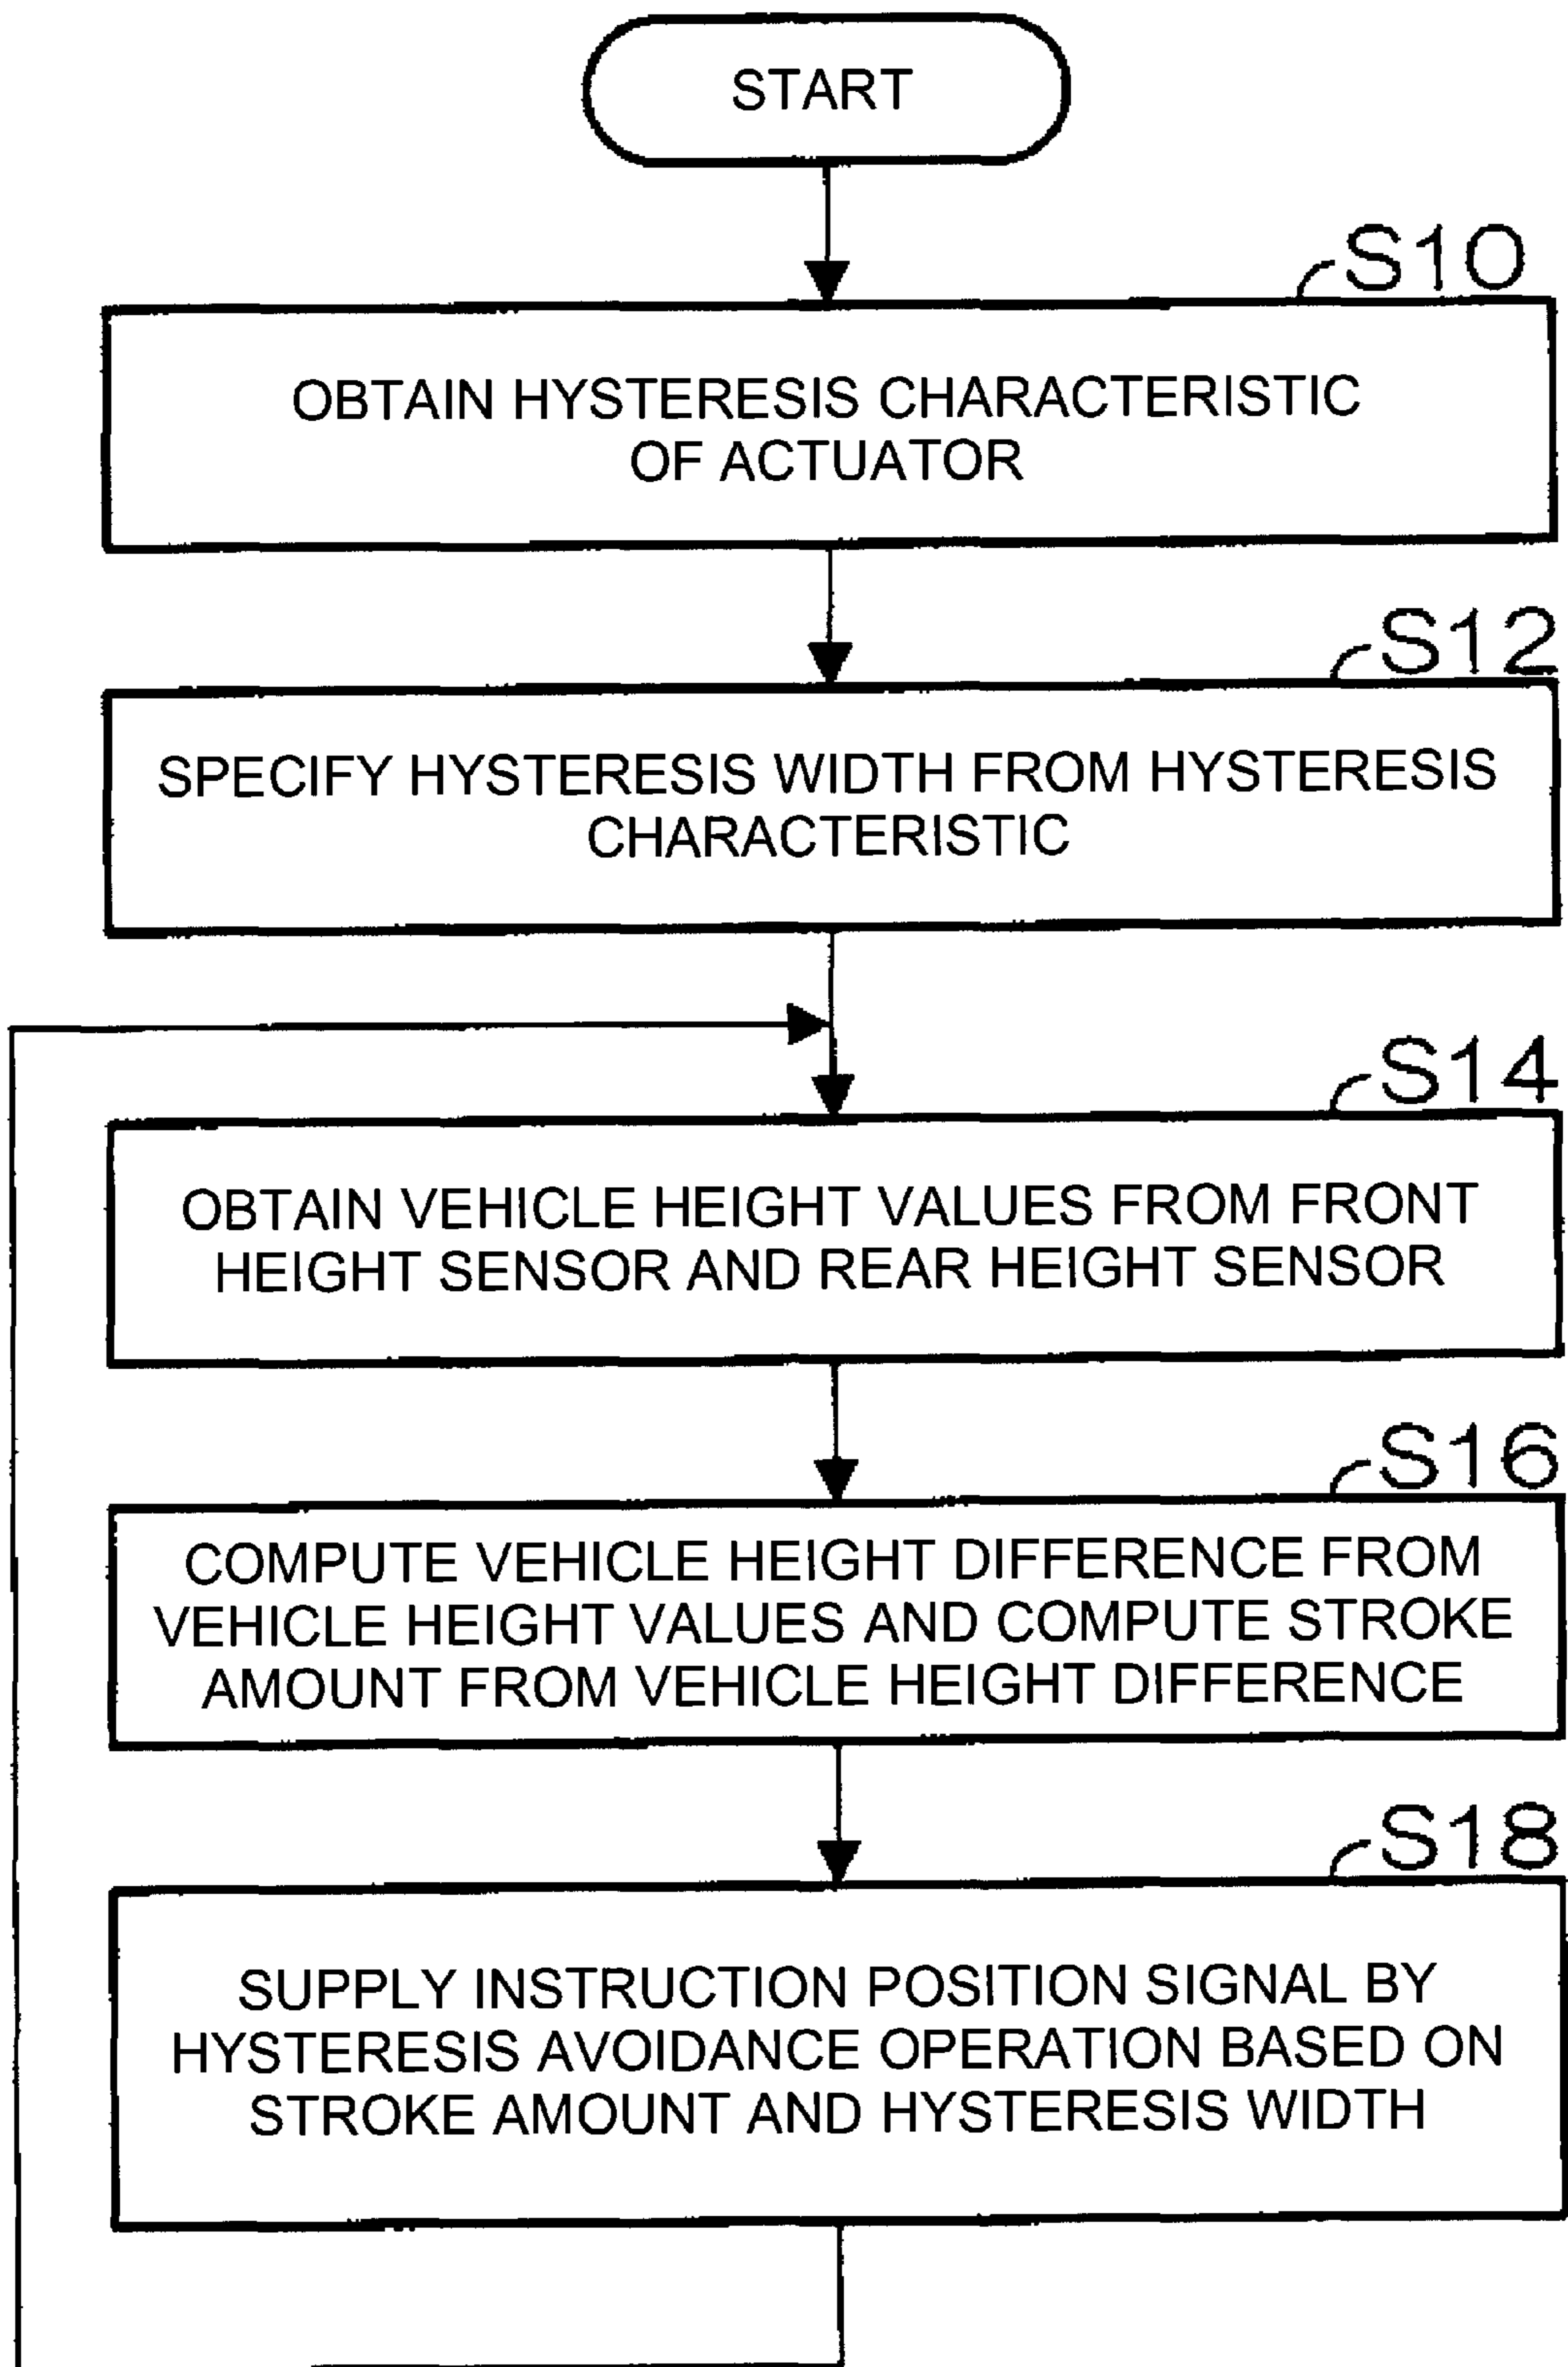 START
S10
OBTAIN HYSTERESIS CHARACTERISTIC
OF ACTUATOR
S12
SPECIFY HYSTERESIS WIDTH FROM HYSTERESIS
CHARACTERISTIC
S14
OBTAIN VEHICLE HEIGHT VALUES FROM FRONT
HEIGHT SENSOR AND REAR HEIGHT SENSOR
S16
COMPUTE VEHICLE HEIGHT DIFFERENCE FROM
VEHICLE HEIGHT VALUES AND COMPUTE STROKE
AMOUNT FROM VEHICLE HEIGHT DIFFERENCE
S18
SUPPLY INSTRUCTION POSITION SIGNAL BY
HYSTERESIS AVOIDANCE OPERATION BASED ON
STROKE AMOUNT AND HYSTERESIS WIDTH